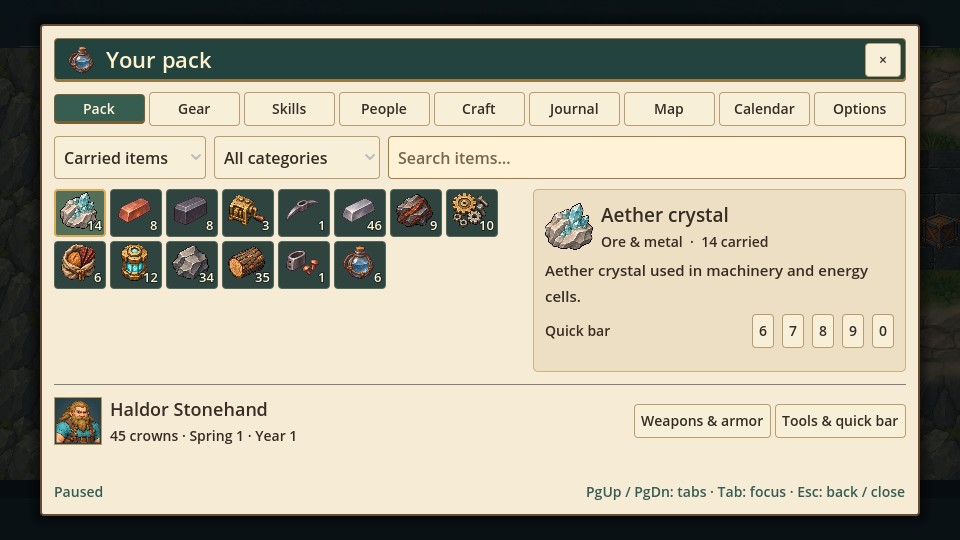 Your pack
×
Pack Gear Skills People Craft Journal Map Calendar Options
Carried items All categories Search items...
14 8 8 3 1 46 9 10
6 12 34 35 1 6
Aether crystal
Ore & metal · 14 carried
Aether crystal used in machinery and energy
cells.
Quick bar 6 7 8 9 0
Haldor Stonehand
45 crowns · Spring 1 · Year 1
Weapons & armor Tools & quick bar
Paused PgUp / PgDn: tabs · Tab: focus · Esc: back / close